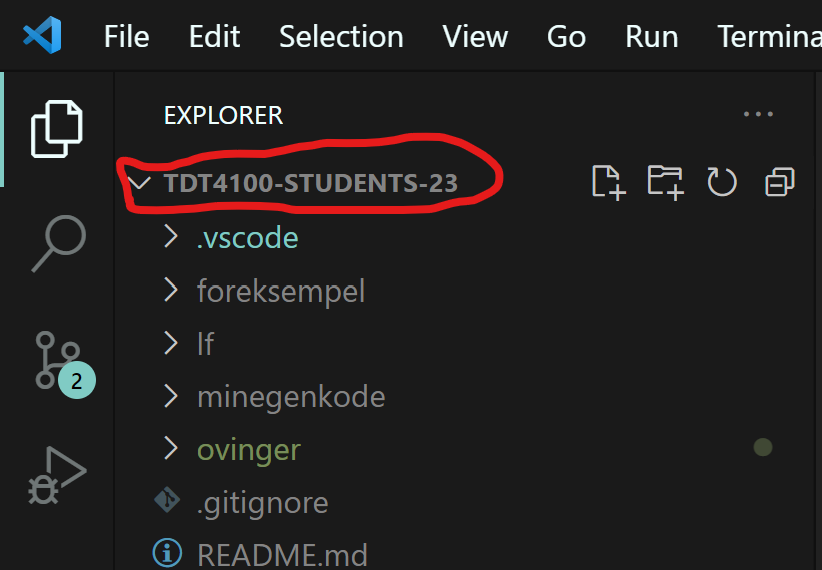 File Edit Selection View Go Run Termina
EXPLORER
TDT4100-STUDENTS-23
.vscode
foreksempel
lf
minegenkode
2
ovinger
.gitignore
README.md